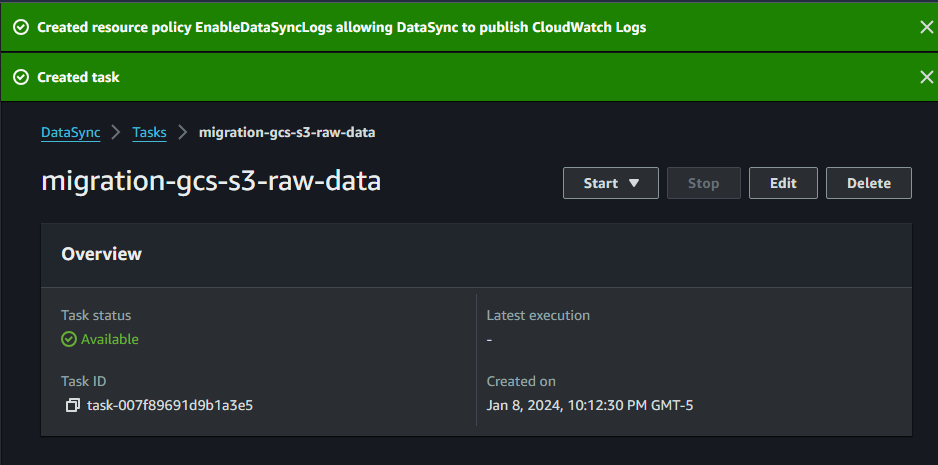 Created resource policy EnableDataSyncLogs allowing DataSync to publish CloudWatch Logs
Created task
DataSync > Tasks > migration-gcs-s3-raw-data
migration-gcs-s3-raw-data
Start Stop Edit Delete
Overview
Task status
Available
Latest execution
-
Task ID
task-007f89691d9b1a3e5
Created on
Jan 8, 2024, 10:12:30 PM GMT-5